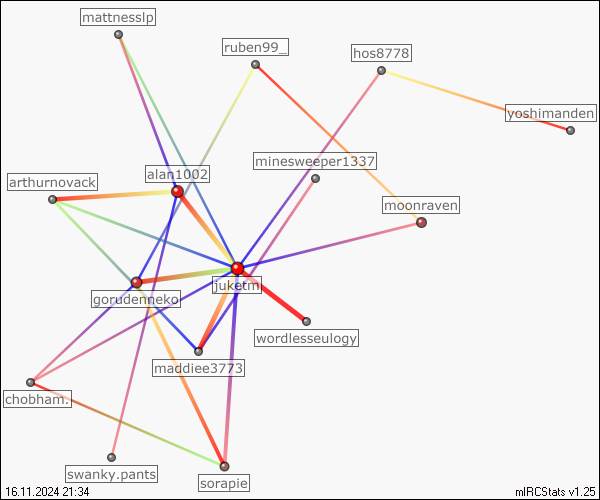 mattnesslp
ruben99_
hos8778
yoshimanden
minesweeper1337
alan1002
arthurnovack
moonraven
juketm
gorudenneko
wordlesseulogy
maddiee3773
chobham.
swanky.pants
sorapie
16.11.2024 21:34
mIRCStats v1.25